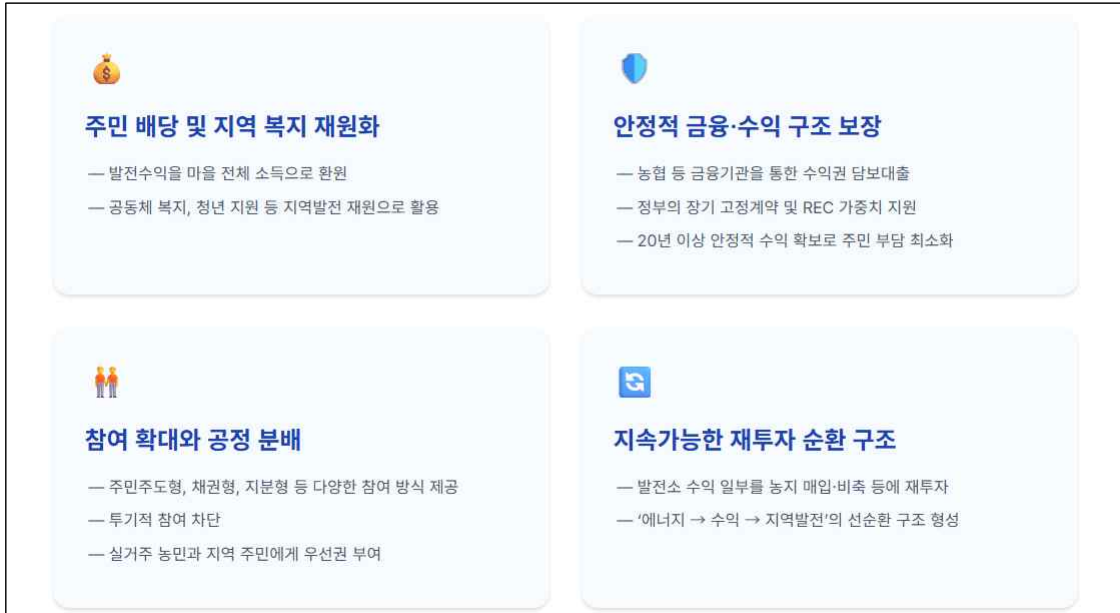 주민 배당 및 지역 복지 재원화
— 발전수익을 마을 전체 소득으로 환원
— 공동체 복지, 청년 지원 등 지역발전 재원으로 활용
안정적 금융·수익 구조 보장
— 농협 등 금융기관을 통한 수익권 담보대출
— 정부의 장기 고정계약 및 REC 가중치 지원
— 20년 이상 안정적 수익 확보로 주민 부담 최소화
참여 확대와 공정 분배
— 주민주도형, 채권형, 지분형 등 다양한 참여 방식 제공
— 투기적 참여 차단
— 실거주 농민과 지역 주민에게 우선권 부여
지속가능한 재투자 순환 구조
— 발전소 수익 일부를 농지 매입·비축 등에 재투자
— ‘에너지 → 수익 → 지역발전’의 선순환 구조 형성